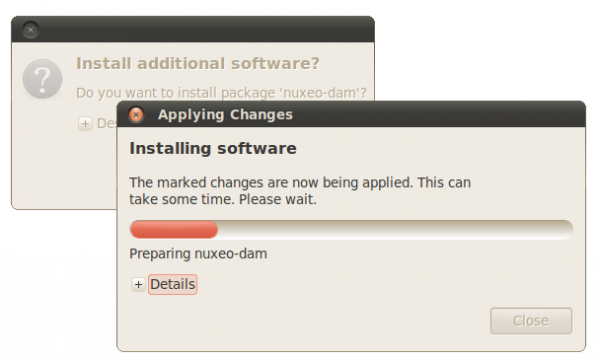 Install additional software?
Do you want to install package 'nuxeo-dam'?
Applying Changes
Installing software
The marked changes are now being applied. This can
take some time. Please wait.
Preparing nuxeo-dam
Details
Close